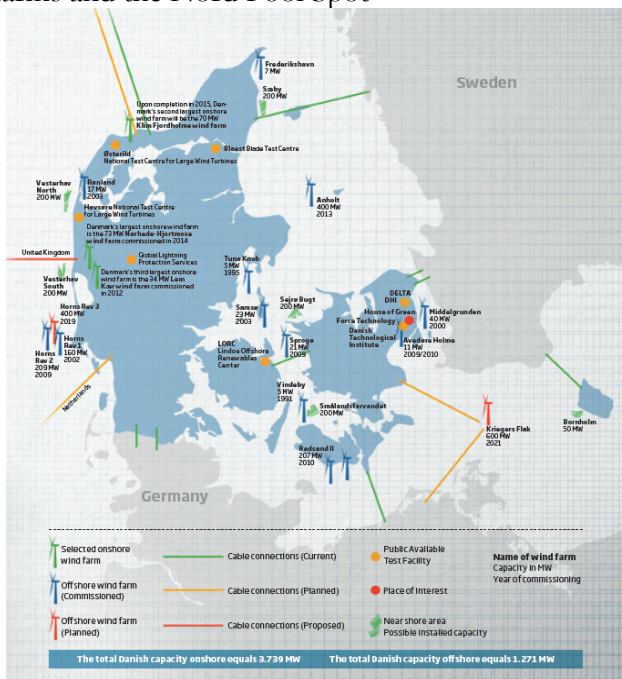 Farms and the Nord Pool Spot
Sweden
Frederikshavn
7 MW
Sæby
200 MW
Upon completion in 2015, Den-
mark's second largest onshore
wind farm will be the 70 MW
Klim Fjordholme wind farm
Østerild
National Test Centre for Large Wind Turbines
Blaest Blade Test Centre
Vesterhav
North
200 MW
Rønland
17 MW
2003
Høvsøre National Test Centre
for Large Wind Turbines
Anholt
400 MW
2013
Denmark's largest onshore wind farm
is the 73 MW Nørhede-Hjortmose
wind farm commissioned in 2014
United Kingdom
Global Lightning
Protection Services
Tunø Knob
5 MW
1995
Vesterhav
South
200 MW
Denmark's third largest onshore
wind farm is the 34 MW Lem
Kær wind farm commissioned
in 2012
Horns Rev 3
400 MW
2019
Samsø
23 MW
2003
Sejrø Bugt
200 MW
DELTA
DHI
House of Green
Force Technology
Danish
Technological
Institute
Middelgrunden
40 MW
2000
Avedøre Holme
11 MW
2009/2010
Horns
Rev 1
160 MW
2002
Horns
Rev 2
209 MW
2009
LORC
Lindoe Offshore
Renewables
Center
Sprogø
21 MW
2009
Netherlands
Vindeby
5 MW
1991
Smålandsfarvandet
200 MW
Kriegers Flak
600 MW
2021
Bornholm
50 MW
Rødsand II
207 MW
2010
Germany
Selected onshore
wind farm
Cable connections (Current)
Public Available
Test Facility
Name of wind farm
Capacity in MW
Year of commissioning
Offshore wind farm
(Commissioned)
Cable connections (Planned)
Place of Interest
Offshore wind farm
(Planned)
Cable connections (Proposed)
Near shore area
Possible installed capacity
The total Danish capacity onshore equals 3.739 MW
The total Danish capacity offshore equals 1.271 MW